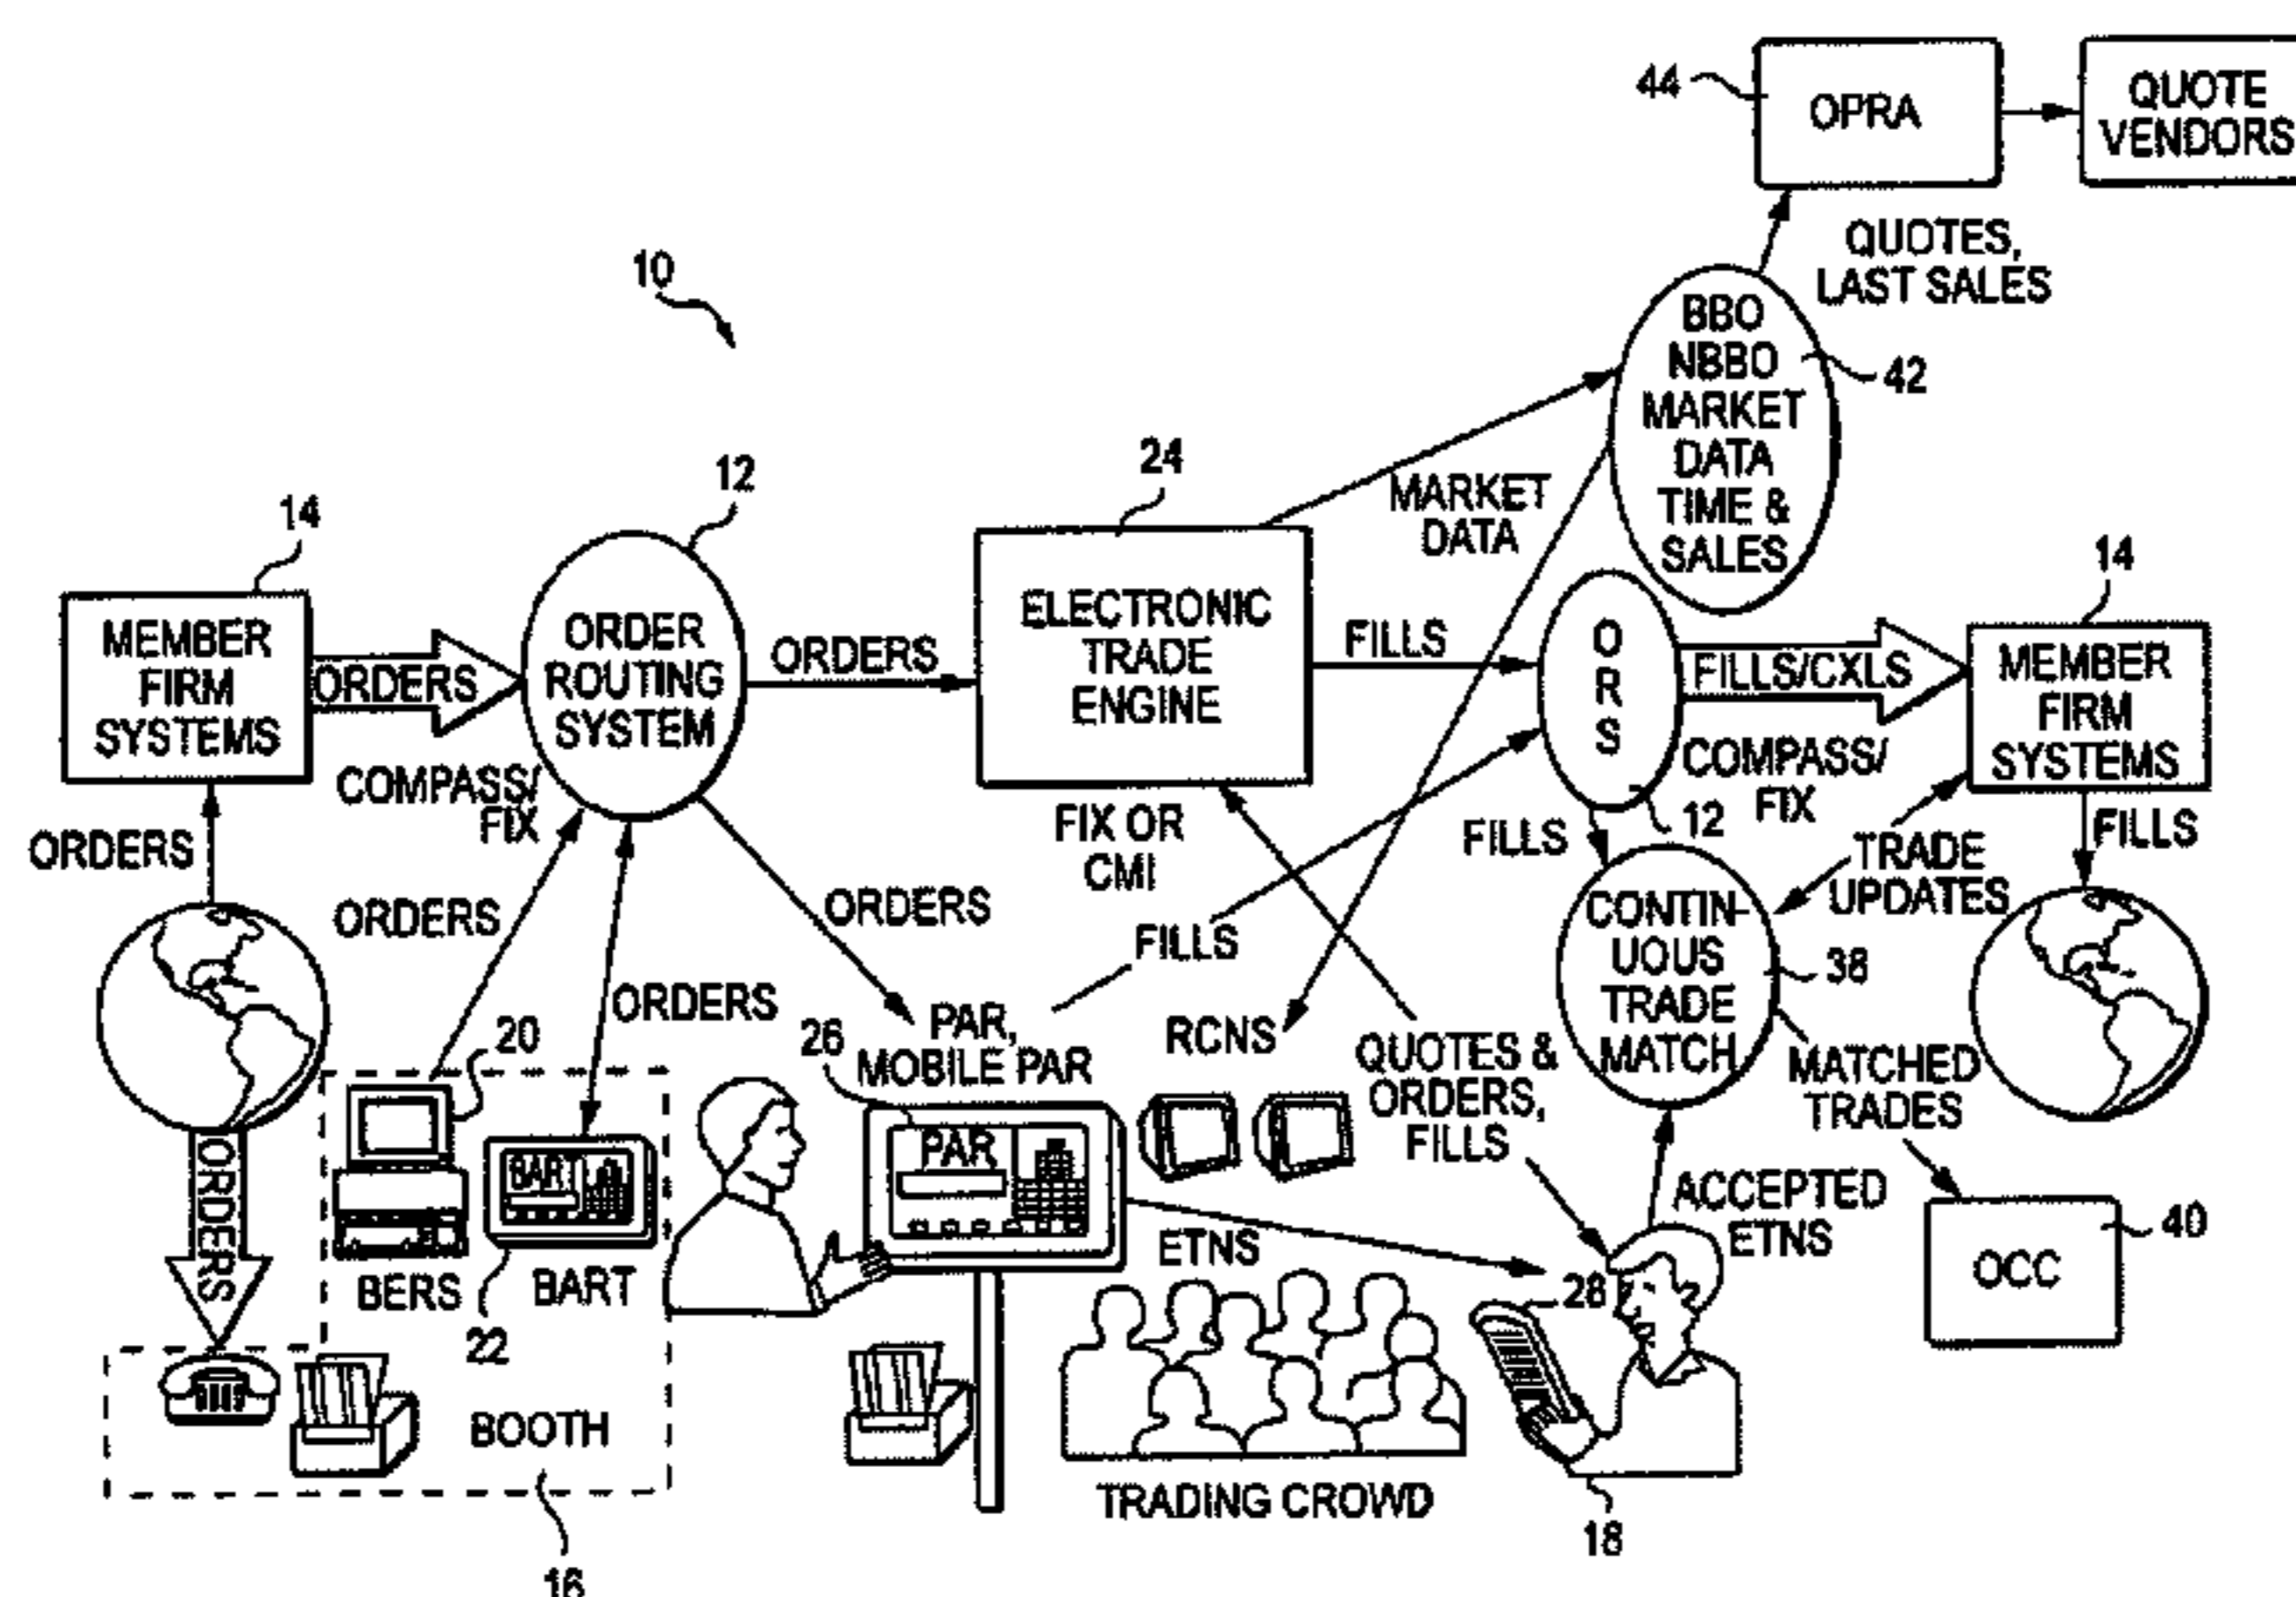 44
OPRA
QUOTE
VENDORS
QUOTES,
LAST SALES
10
BBO
NBBO
MARKET
DATA
TIME &
SALES
42
24
MARKET
DATA
12
14
14
MEMBER
FIRM
SYSTEMS
ORDERS
ORDER
ROUTING
SYSTEM
ORDERS
ELECTRONIC
TRADE
ENGINE
FILLS
O
R
S
FILLS/CXLS
MEMBER
FIRM
SYSTEMS
COMPASS/
FIX
FIX OR
CMI
COMPASS/
FIX
12
FILLS
FILLS
ORDERS
TRADE
UPDATES
ORDERS
ORDERS
FILLS
CONTIN-
UOUS
TRADE
MATCH
38
ORDERS
20
26
PAR,
MOBILE PAR
RCNS
QUOTES &
ORDERS,
FILLS
MATCHED
TRADES
ORDERS
BART
PAR
ETNS
ACCEPTED
ETNS
OCC
40
BERS
BART
22
28
BOOTH
TRADING CROWD
18
16